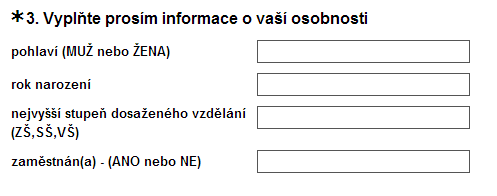 *3. Vyplňte prosím informace o vaší osobnosti
pohlaví (MUŽ nebo ŽENA)
rok narození
nejvyšší stupeň dosaženého vzdělání
(ZŠ,SŠ,VŠ)
zaměstnán(a) - (ANO nebo NE)